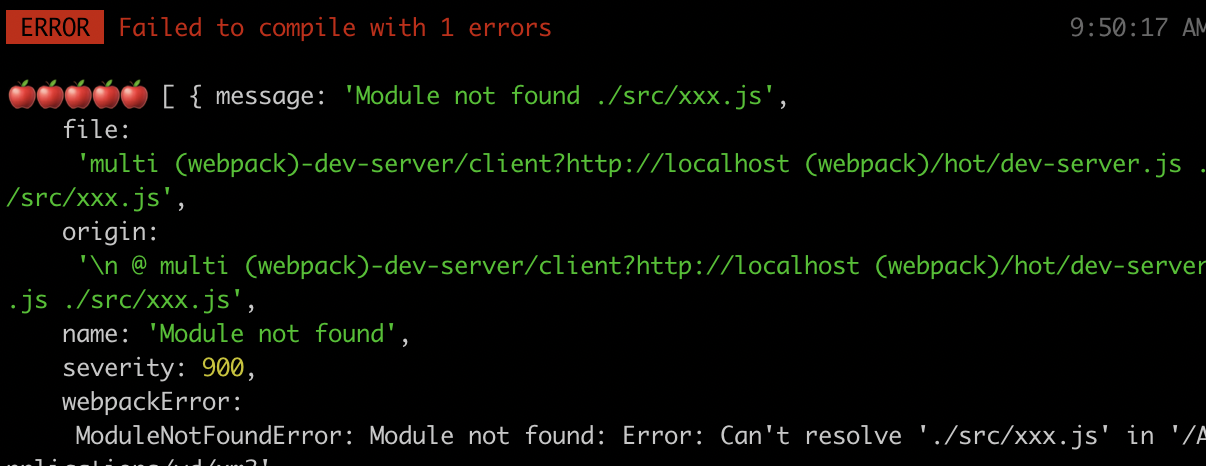 ERROR Failed to compile with 1 errors 9:50:17 AM
[ { message: 'Module not found ./src/xxx.js',
file:
'multi (webpack)-dev-server/client?http://localhost (webpack)/hot/dev-server.js .
/src/xxx.js',
origin:
'\n @ multi (webpack)-dev-server/client?http://localhost (webpack)/hot/dev-server
.js ./src/xxx.js',
name: 'Module not found',
severity: 900,
webpackError:
ModuleNotFoundError: Module not found: Error: Can't resolve './src/xxx.js' in '/A